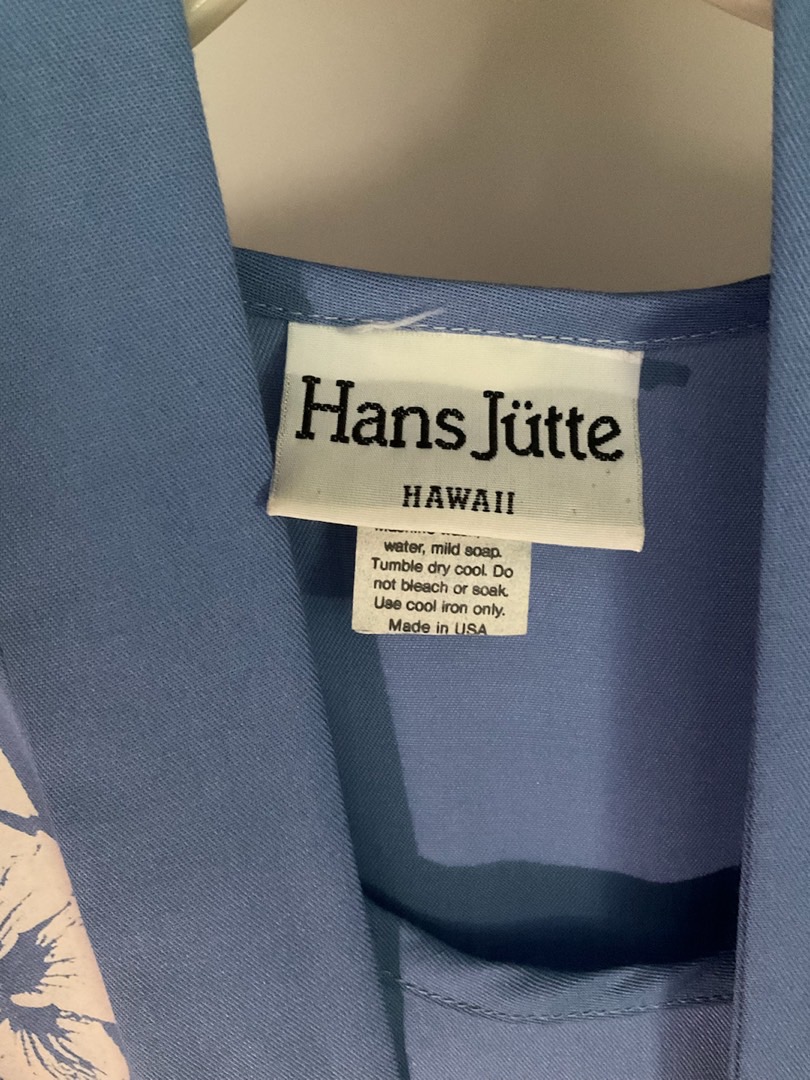 Hans Jütte
HAWAII
water, mild soap.
Tumble dry cool. Do
not bleach or soak.
Use cool iron only.
Made in USA